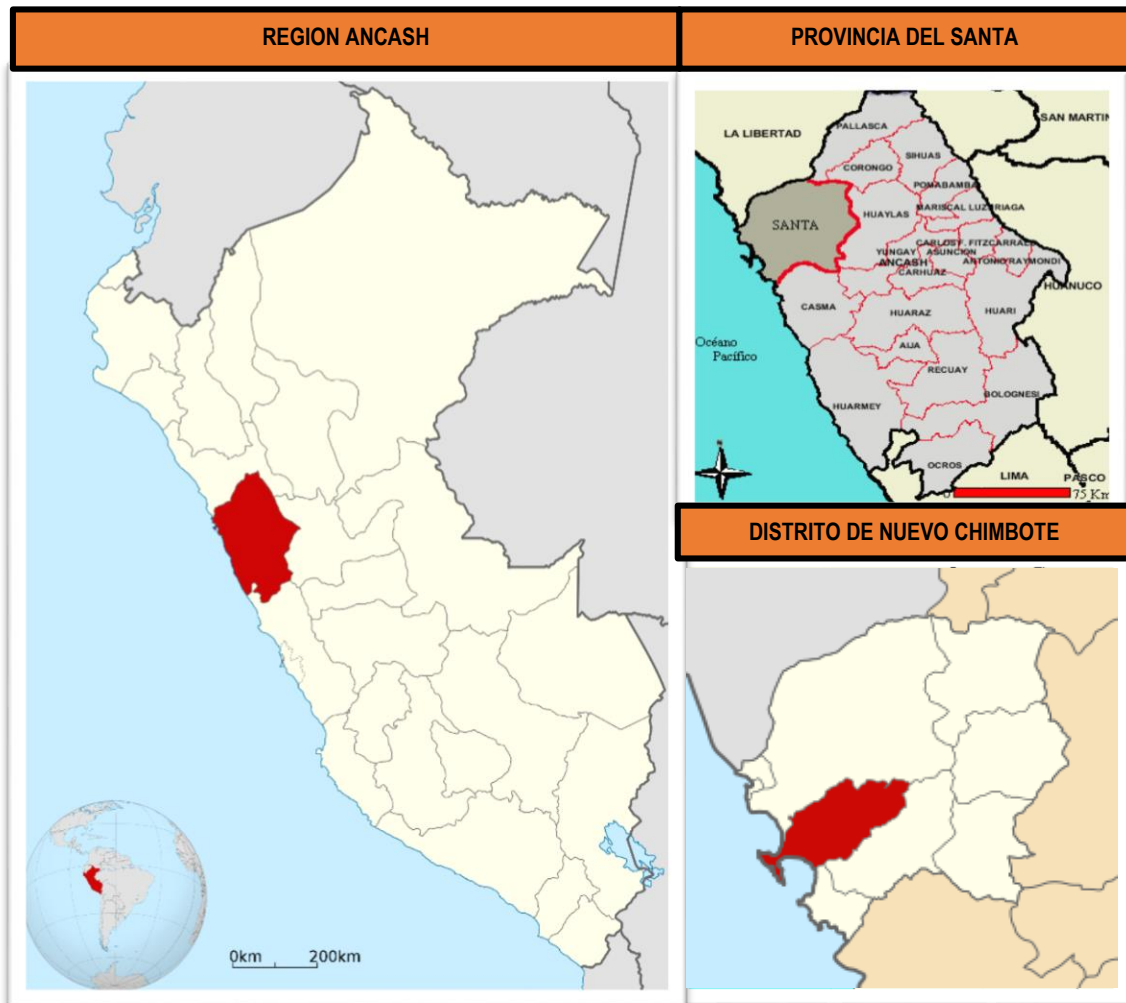 REGION ANCASH
PROVINCIA DEL SANTA
0km 200km
LA LIBERTAD
SAN MARTIN
PALLASCA
SIHUAS
CORONGO
POMABAMBA
MARISCAL LUZURIAGA
HUAYLAS
SANTA
CARLOS F. FITZCARRALD
YUNGAY
ASUNCION
ANCASH
ANTONIO RAYMONDI
CARHUAZ
HUANUCO
CASMA
HUARAZ
HUARI
Océano
Pacífico
AIJA
RECUAY
BOLOGNESI
HUARMEY
OCROS
LIMA
PASCO
0 75 Km
DISTRITO DE NUEVO CHIMBOTE